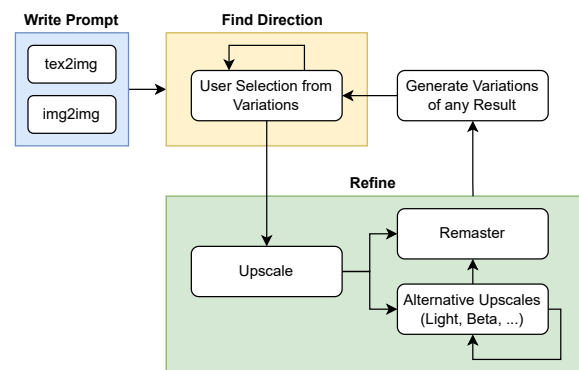 Write Prompt
tex2img
img2img
Find Direction
User Selection from
Variations
Generate Variations
of any Result
Refine
Upscale
Remaster
Alternative Upscales
(Light, Beta, ...)